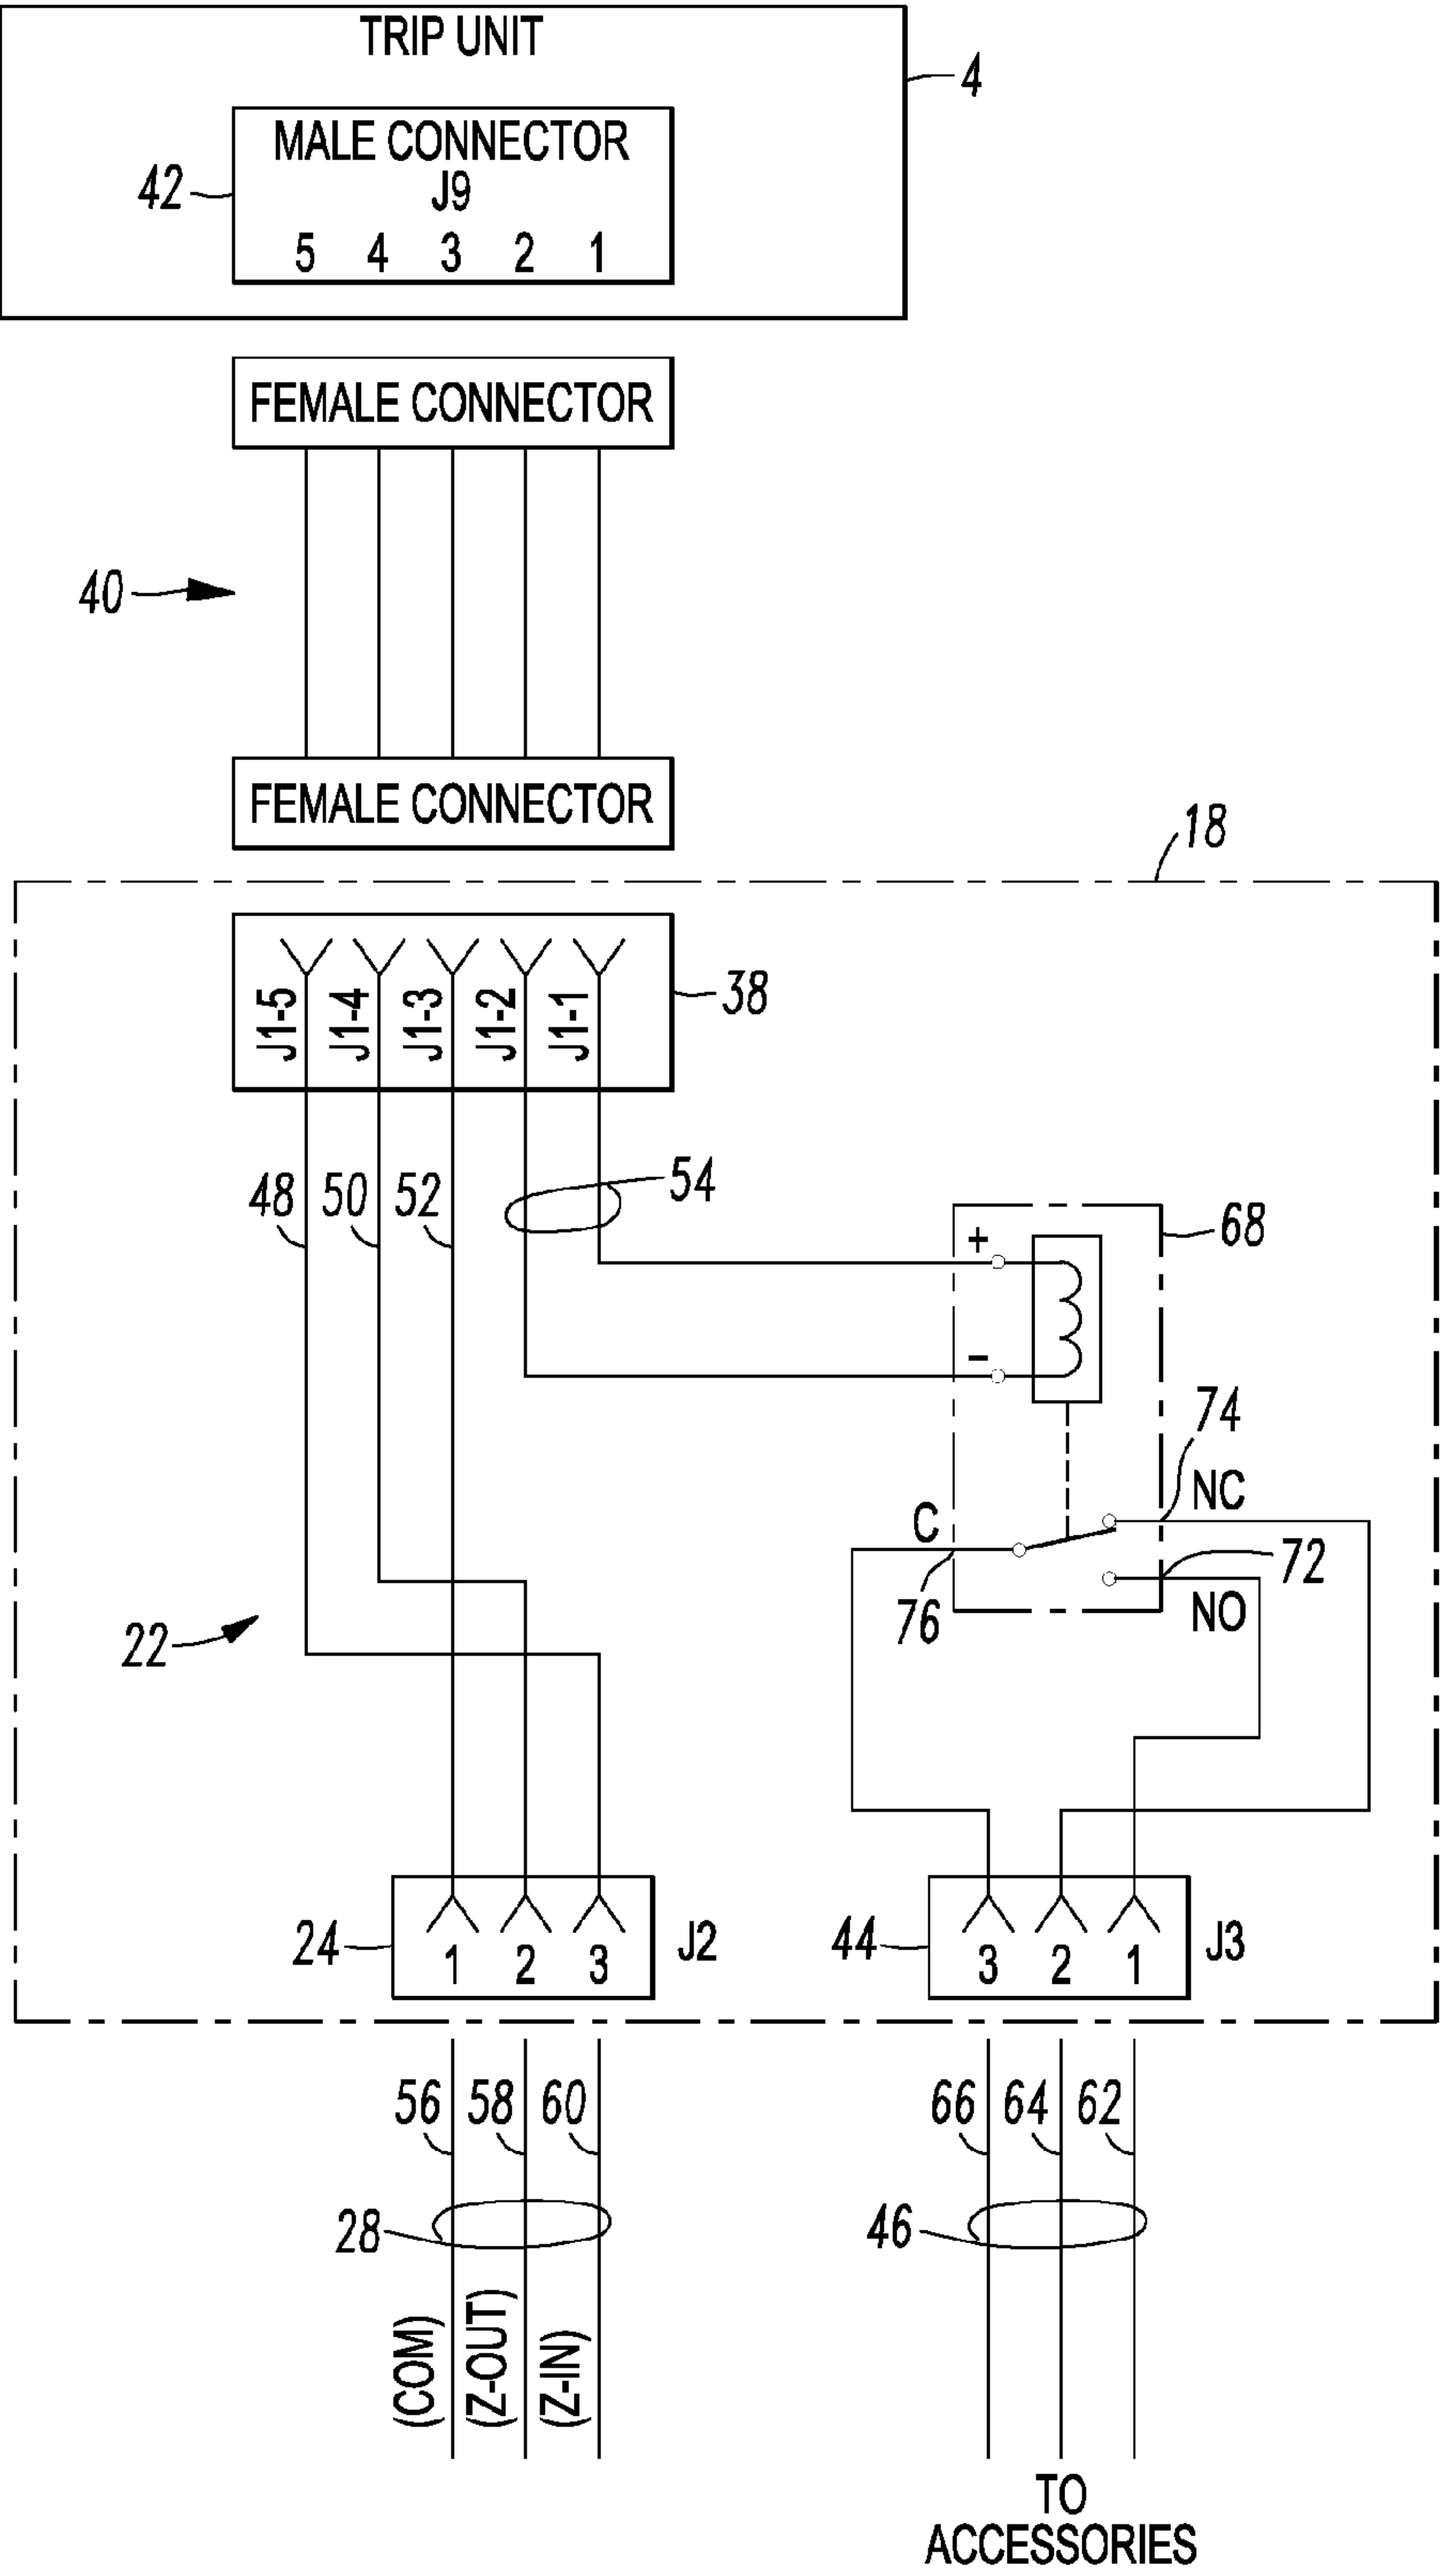 TRIP UNIT
4
MALE CONNECTOR
42
J9
5 4 3 2 1
FEMALE CONNECTOR
40
FEMALE CONNECTOR
18
J1-5 J1-4 J1-3 J1-2 J1-1
38
48 50 52 54
68
+
-
74
NC
C
72
76
NO
22
24
1 2 3
J2
44
3 2 1
J3
56 58 60
66 64 62
28
46
(COM) (Z-OUT) (Z-IN)
TO
ACCESSORIES